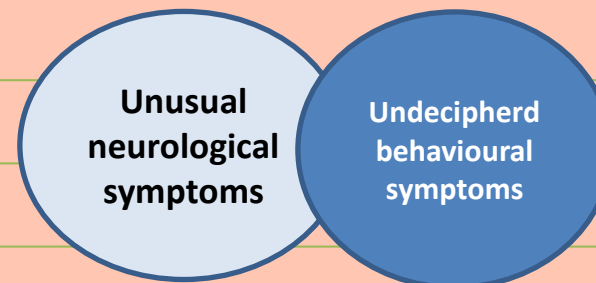 Unusual
neurological
symptoms
Undecipherd
behavioural
symptoms